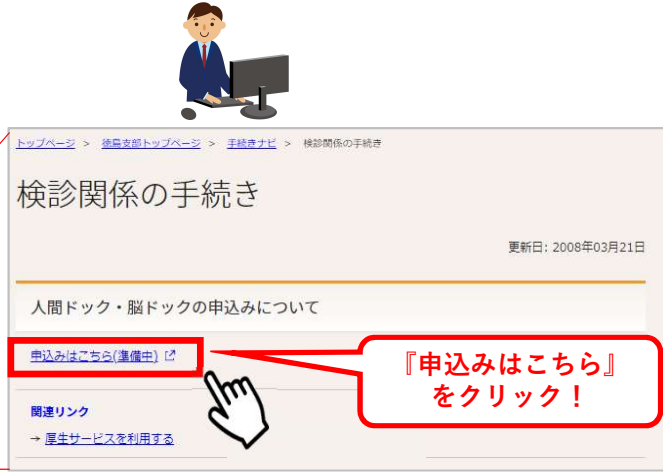 トップページ > 徳島支部トップページ > 手続きナビ > 検診関係の手続き
検診関係の手続き
更新日: 2008年03月21日
人間ドック・脳ドックの申込みについて
申込みはこちら(準備中)
『申込みはこちら』
をクリック！
関連リンク
→ 厚生サービスを利用する